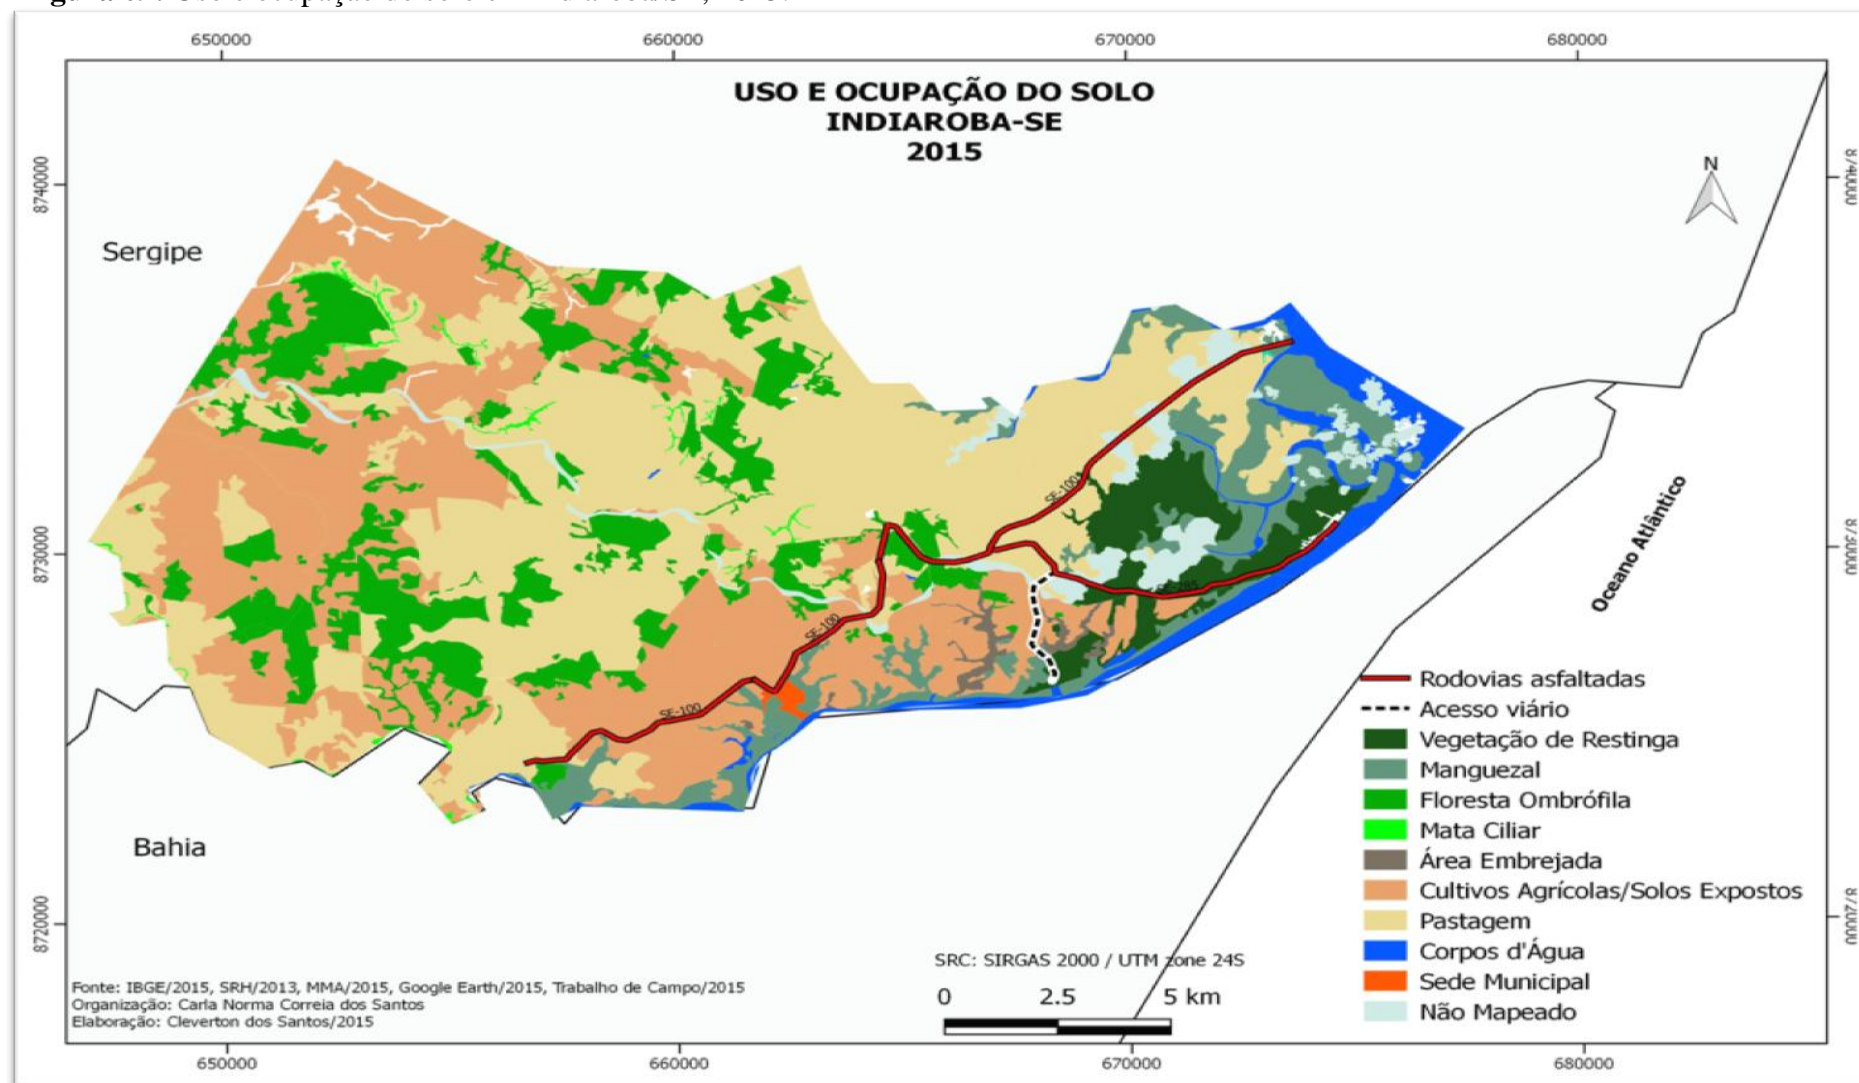 650000 660000 670000 680000
USO E OCUPAÇÃO DO SOLO
INDIAROBA-SE
2015
8740000
8730000
8720000
N
Sergipe
Bahia
Oceano Atlântico
SE-100
SE-100
SE-100
Rodovias asfaltadas
Acesso viário
Vegetação de Restinga
Manguezal
Floresta Ombrófila
Mata Ciliar
Área Embrejada
Cultivos Agrícolas/Solos Expostos
Pastagem
Corpos d'Água
Sede Municipal
Não Mapeado
SRC: SIRGAS 2000 / UTM zone 24S
0 2.5 5 km
Fonte: IBGE/2015, SRH/2013, MMA/2015, Google Earth/2015, Trabalho de Campo/2015
Organização: Carla Norma Correia dos Santos
Elaboração: Cleverton dos Santos/2015
650000 660000 670000 680000